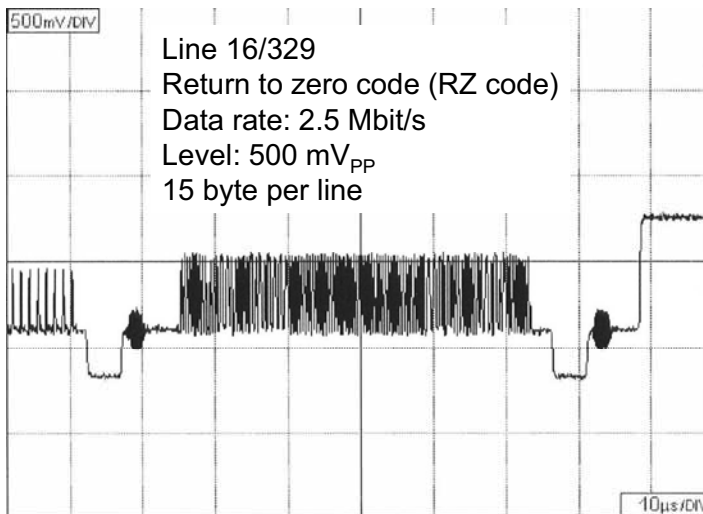 500mV/DIV
Line 16/329
Return to zero code (RZ code)
Data rate: 2.5 Mbit/s
Level: 500 mVPP
15 byte per line
10µs/DIV